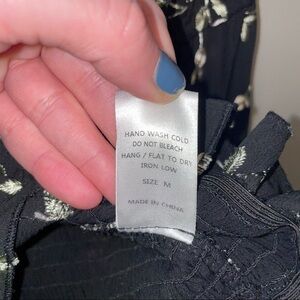 HAND WASH COLD
DO NOT BLEACH
HANG / FLAT TO DRY
IRON LOW
SIZE M
MADE IN CHINA